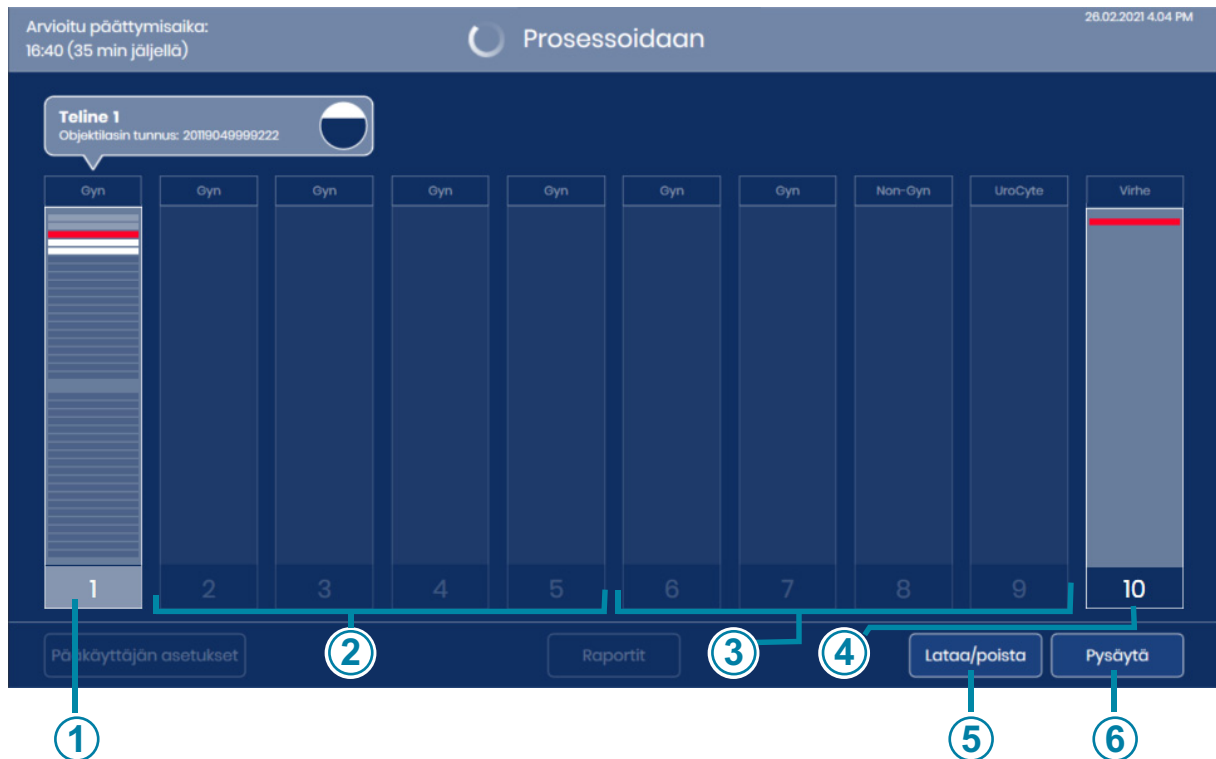 Arvioitu päättymisaika:
16:40 (35 min jäljellä)
Prosessoidaan
26.02.2021 4.04 PM
Teline 1
Objektilasin tunnus: 20119049999222
Gyn Gyn Gyn Gyn Gyn Gyn Gyn Non-Gyn UroCyte Virhe
1 2 3 4 5 6 7 8 9 10
2 3 4
Pääkäyttäjän asetukset Raportit Lataa/poista Pysäytä
1 5 6